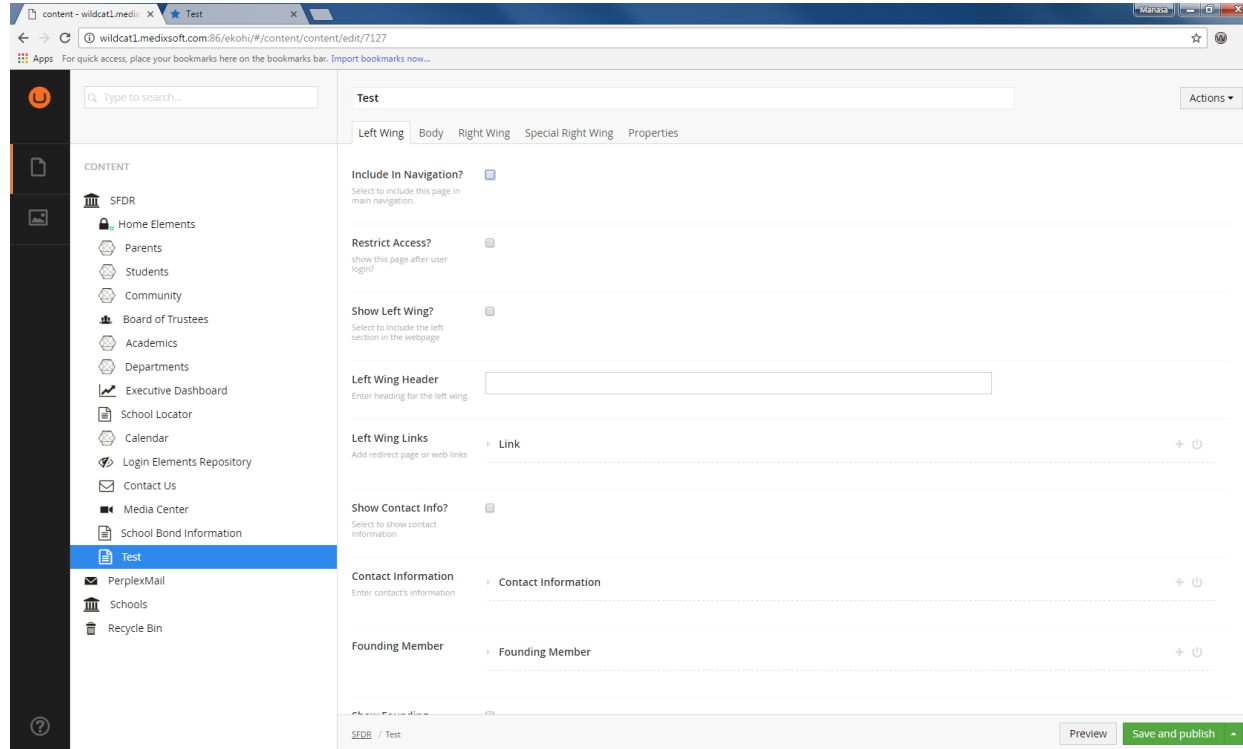 content - wildcat1.medix
Test
Manasa
wildcat1.medixsoft.com:86/ekohi/#/content/content/edit/7127
Apps
For quick access, place your bookmarks here on the bookmarks bar. Import bookmarks now...
Type to search...
Test
Actions
Left Wing
Body
Right Wing
Special Right Wing
Properties
CONTENT
SFDR
Home Elements
Parents
Students
Community
Board of Trustees
Academics
Departments
Executive Dashboard
School Locator
Calendar
Login Elements Repository
Contact Us
Media Center
School Bond Information
Test
PerplexMail
Schools
Recycle Bin
Include In Navigation?
Select to include this page in
main navigation.
Restrict Access?
show this page after user
login?
Show Left Wing?
Select to Include the left
section in the webpage
Left Wing Header
Enter heading for the left wing.
Left Wing Links
Add redirect page or web links
Link
Show Contact Info?
Select to show contact
information
Contact Information
Enter contact's information
Contact Information
Founding Member
Founding Member
Show Founding
SFDR / Test
Preview
Save and publish